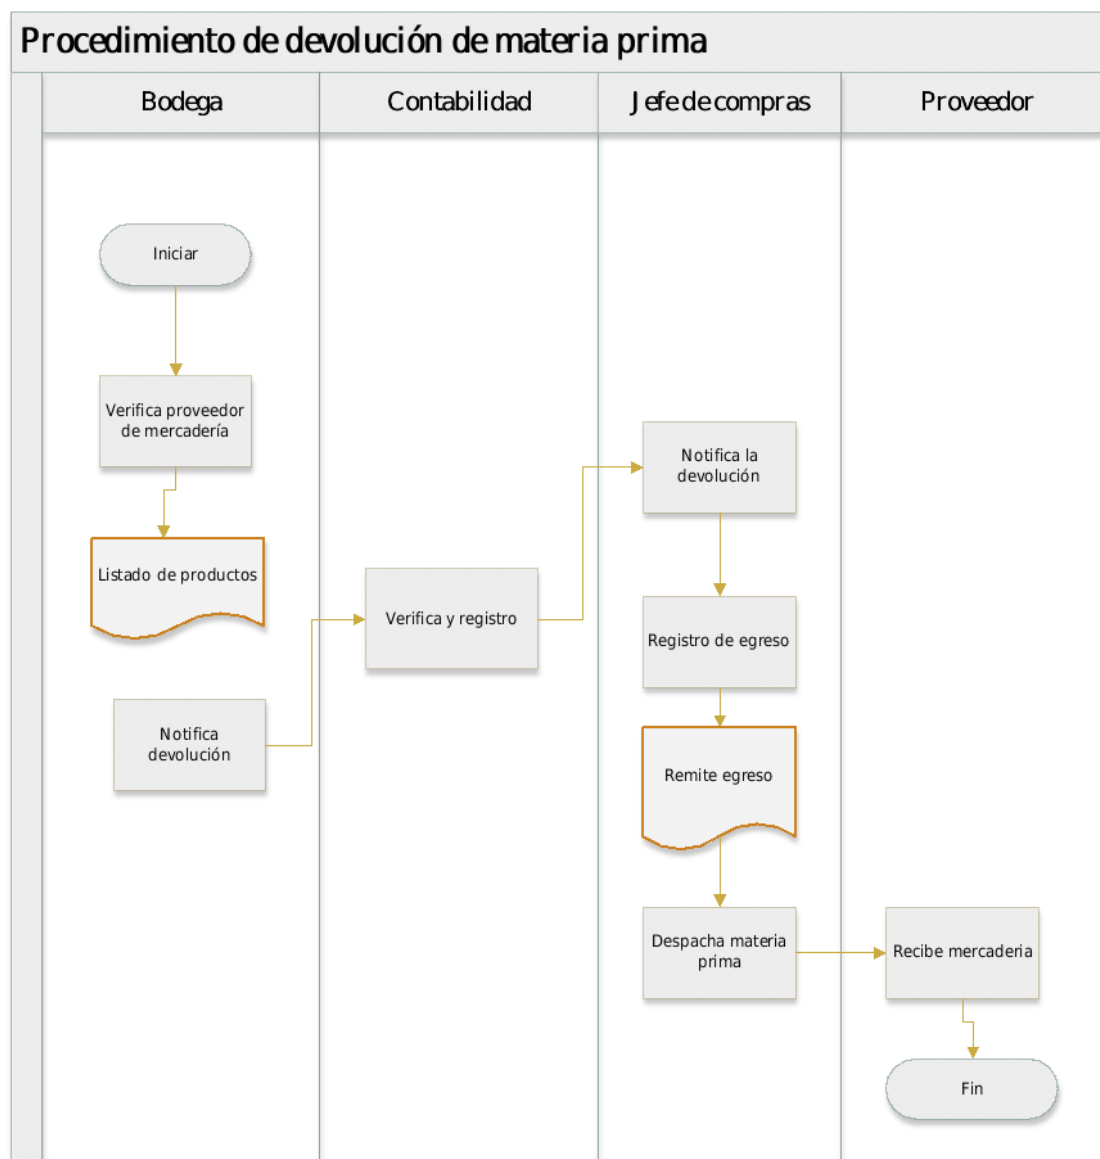 Procedimiento de devolución de materia prima
Bodega
Contabilidad
Jefe de compras
Proveedor
Iniciar
Verifica proveedor
de mercadería
Listado de productos
Notifica
devolución
Verifica y registro
Notifica la
devolución
Registro de egreso
Remite egreso
Despacha materia
prima
Recibe mercaderia
Fin